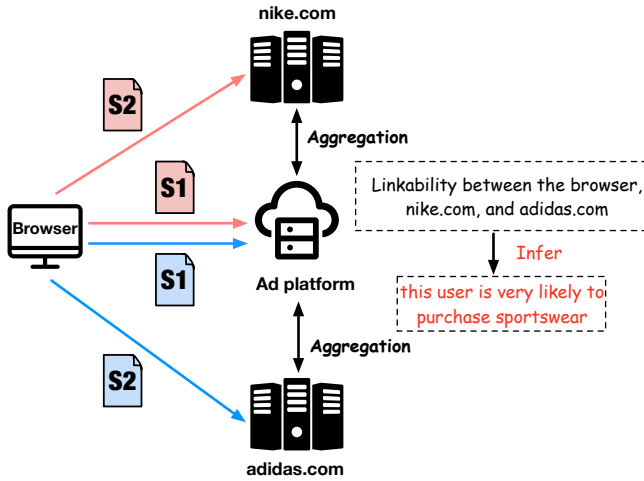 nike.com
S2
Aggregation
S1
Linkability between the browser,
nike.com, and adidas.com
Browser
Infer
S1
Ad platform
this user is very likely to
purchase sportswear
Aggregation
S2
adidas.com